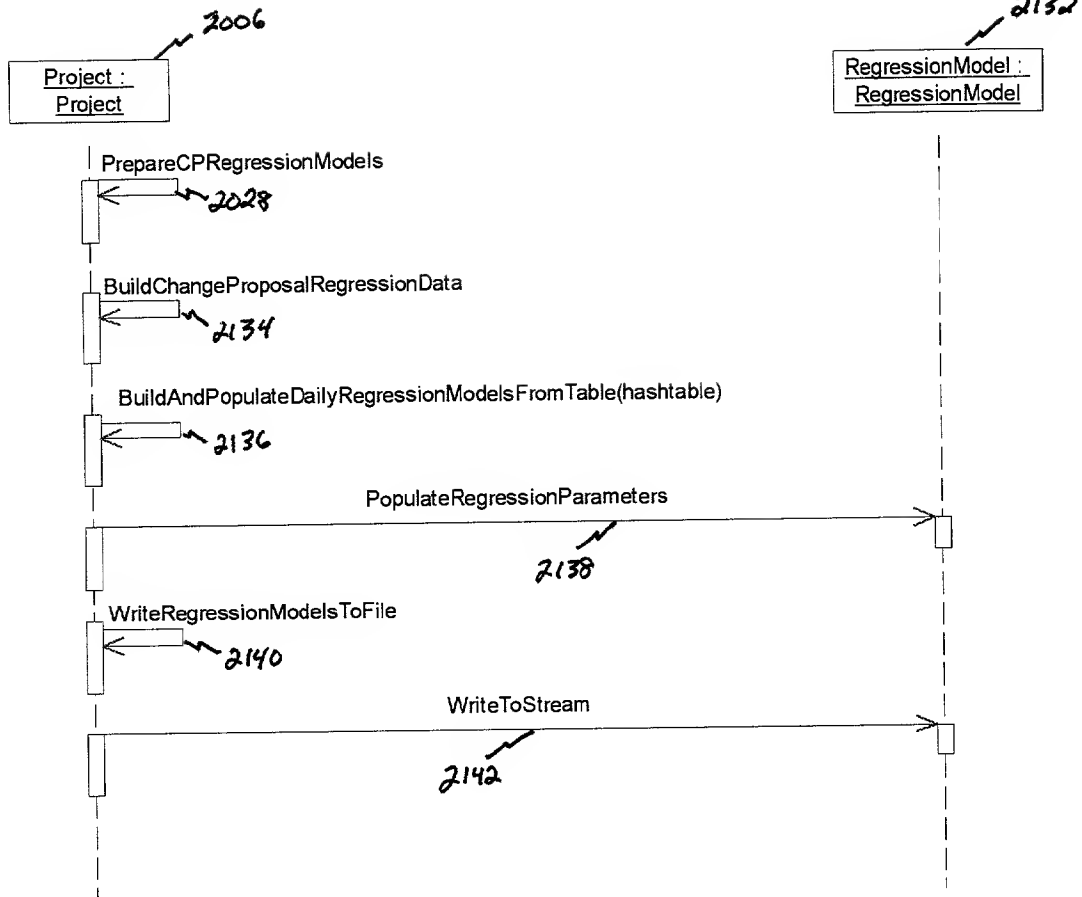 2006
2132
Project :
Project
RegressionModel :
RegressionModel
PrepareCPRegressionModels
2028
BuildChangeProposalRegressionData
2134
BuildAndPopulateDailyRegressionModelsFromTable(hashtable)
2136
PopulateRegressionParameters
2138
WriteRegressionModelsToFile
2140
WriteToStream
2142